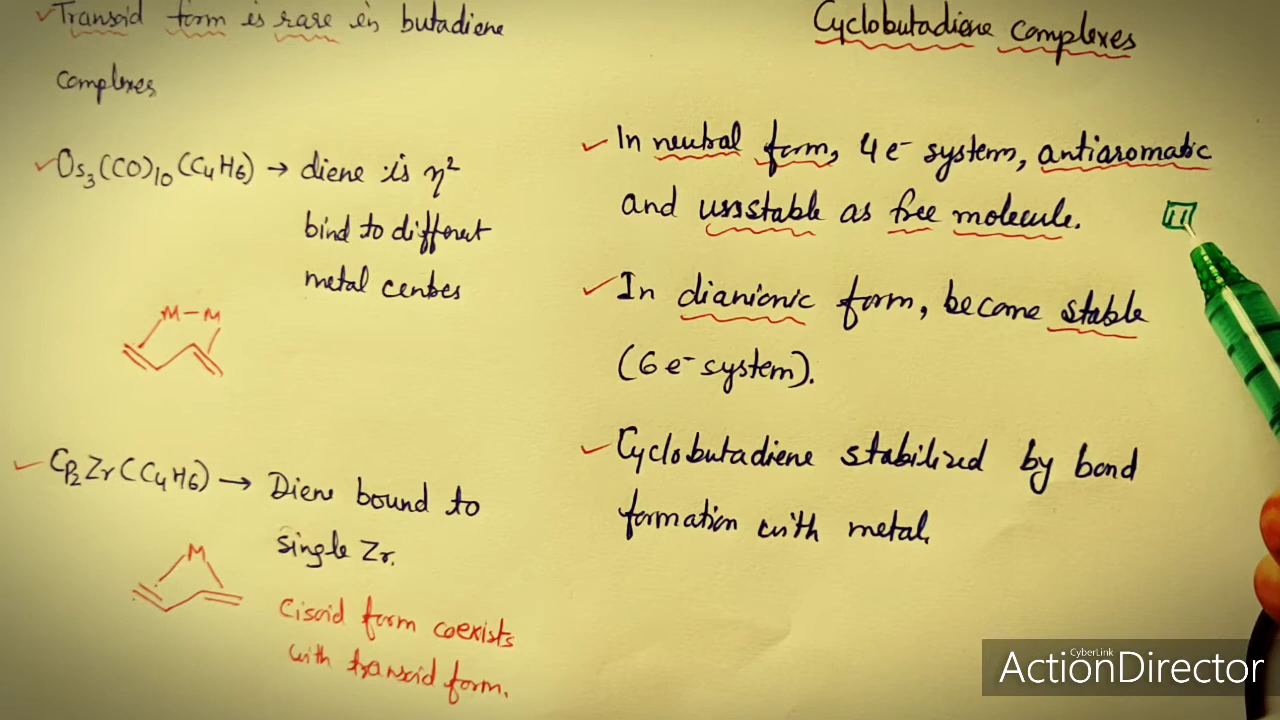 Transoid form is rare in butadiene
complexes
Os3(CO)10(C4H6) → diene is η2
bind to different
metal centres
M-M
Cp2Zr(C4H6) → Diene bound to
single Zr.
M
Cisoid form coexists
with transoid form.
Cyclobutadiene complexes
In neutral form, 4e- system, antiaromatic
and unstable as free molecule.
In dianionic form, become stable
(6e- system).
Cyclobutadiene stabilized by bond
formation with metal.
CyberLink
ActionDirector